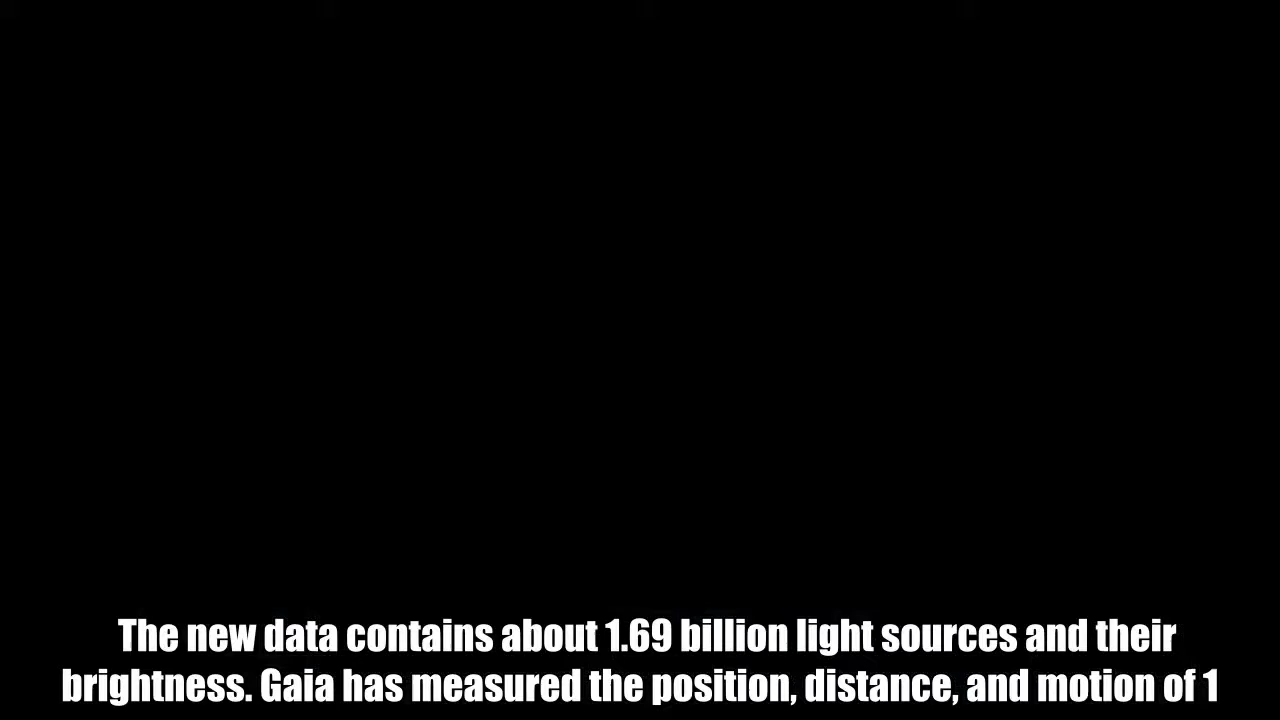 The new data contains about 1.69 billion light sources and their
brightness. Gaia has measured the position, distance, and motion of 1